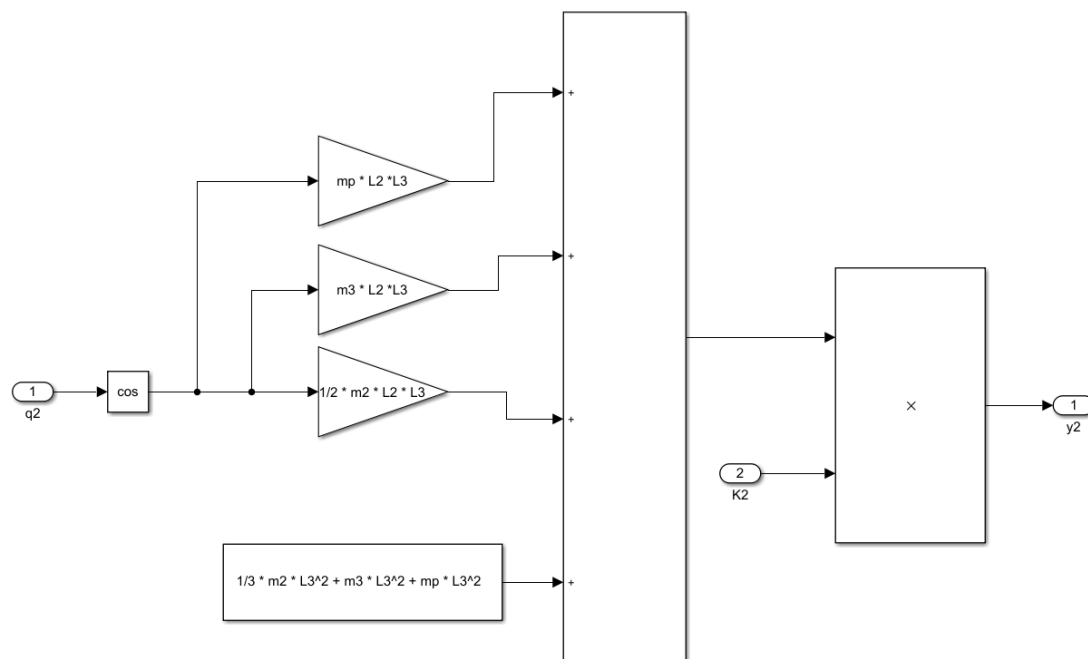 +
mp * L2 *L3
+
m3 * L2 *L3
1
q2
cos
1/2 * m2 * L2 * L3
+
×
1
y2
2
K2
1/3 * m2 * L3^2 + m3 * L3^2 + mp * L3^2
+